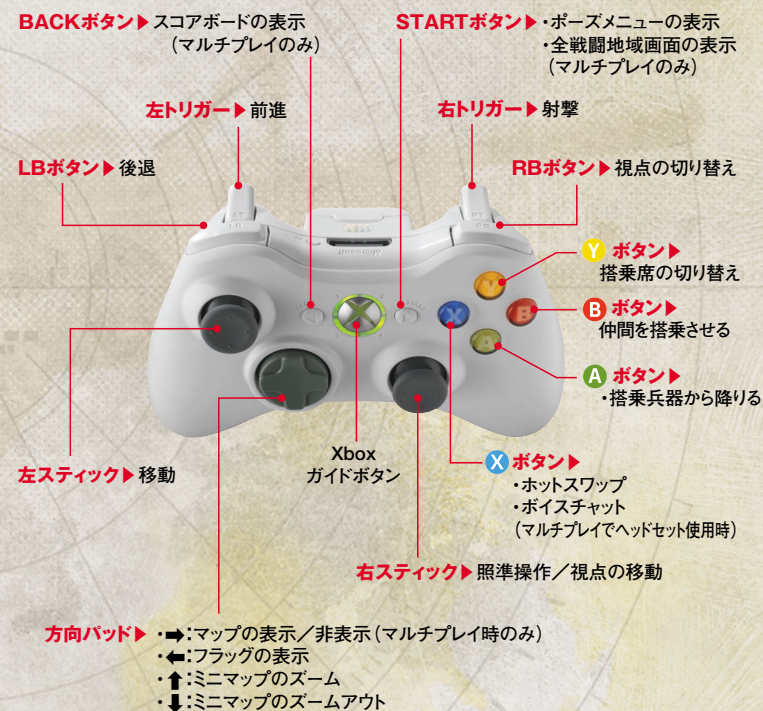 BACKボタン▶スコアボードの表示
（マルチプレイのみ）
STARTボタン▶・ポーズメニューの表示
・全戦闘地域画面の表示
（マルチプレイのみ）
左トリガー▶前進
右トリガー▶射撃
LBボタン▶後退
RBボタン▶視点の切り替え
Y ボタン▶
搭乗席の切り替え
B ボタン▶
仲間を搭乗させる
A ボタン▶
・搭乗兵器から降りる
LT
LB
Microsoft
RT
RB
BACK
START
Y
X
B
A
左スティック▶移動
Xbox
ガイドボタン
X ボタン▶
・ホットスワップ
・ボイスチャット
（マルチプレイでヘッドセット使用時）
右スティック▶照準操作／視点の移動
方向パッド▶・➡：マップの表示／非表示（マルチプレイ時のみ）
・⬅：フラッグの表示
・⬆：ミニマップのズーム
・⬇：ミニマップのズームアウト